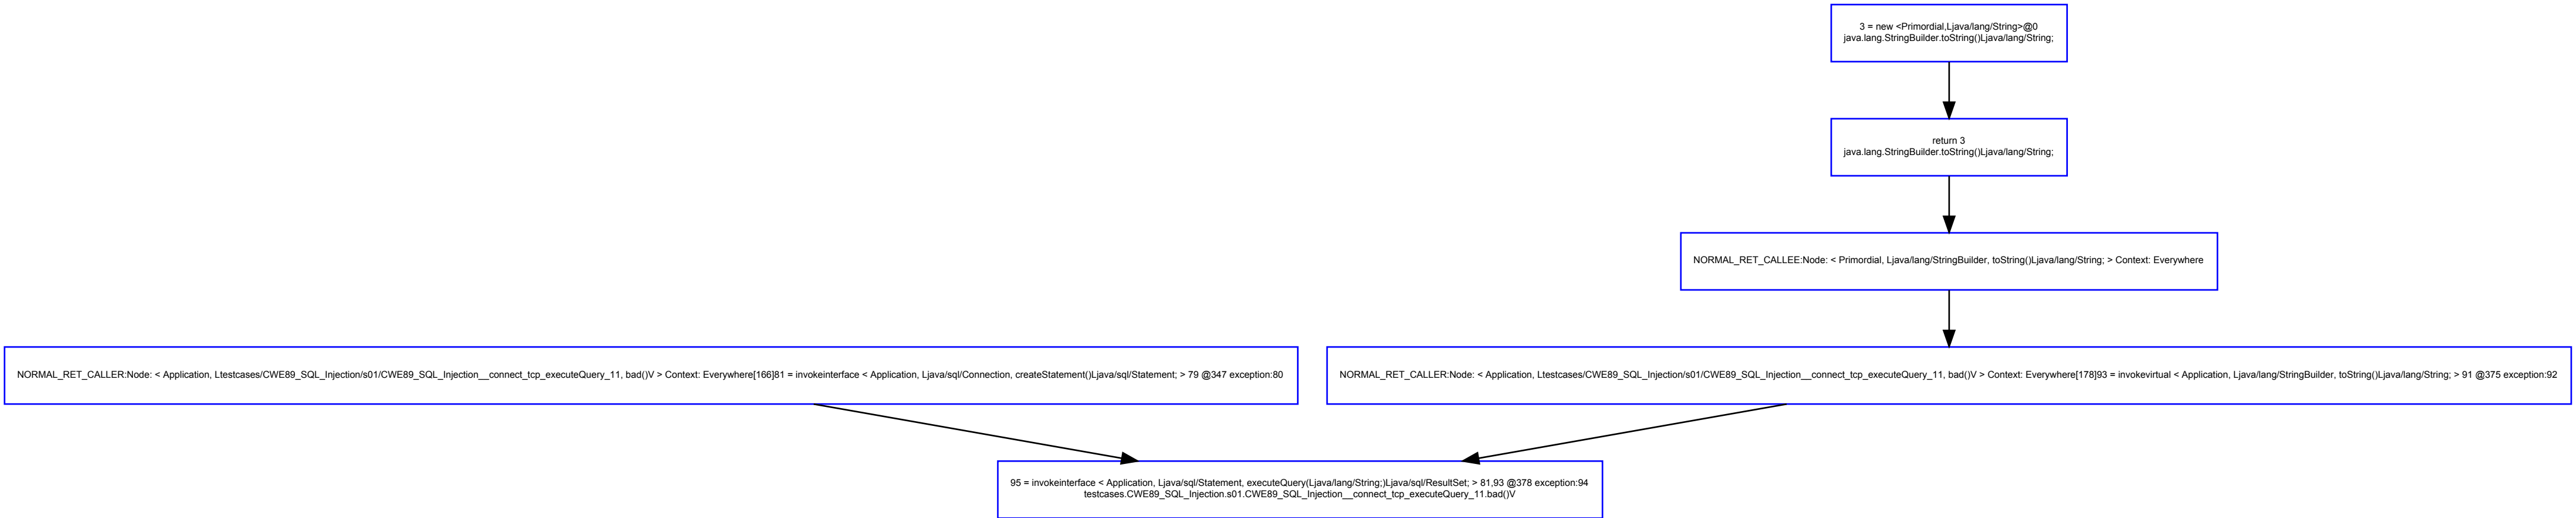 3 = new <Primordial,Ljava/lang/String>@0
java.lang.StringBuilder.toString()Ljava/lang/String;
return 3
java.lang.StringBuilder.toString()Ljava/lang/String;
NORMAL_RET_CALLEE:Node: < Primordial, Ljava/lang/StringBuilder, toString()Ljava/lang/String; > Context: Everywhere
NORMAL_RET_CALLER:Node: < Application, Ltestcases/CWE89_SQL_Injection/s01/CWE89_SQL_Injection__connect_tcp_executeQuery_11, bad()V > Context: Everywhere[166]81 = invokeinterface < Application, Ljava/sql/Connection, createStatement()Ljava/sql/Statement; > 79 @347 exception:80
NORMAL_RET_CALLER:Node: < Application, Ltestcases/CWE89_SQL_Injection/s01/CWE89_SQL_Injection__connect_tcp_executeQuery_11, bad()V > Context: Everywhere[178]93 = invokevirtual < Application, Ljava/lang/StringBuilder, toString()Ljava/lang/String; > 91 @375 exception:92
95 = invokeinterface < Application, Ljava/sql/Statement, executeQuery(Ljava/lang/String;)Ljava/sql/ResultSet; > 81,93 @378 exception:94
testcases.CWE89_SQL_Injection.s01.CWE89_SQL_Injection__connect_tcp_executeQuery_11.bad()V